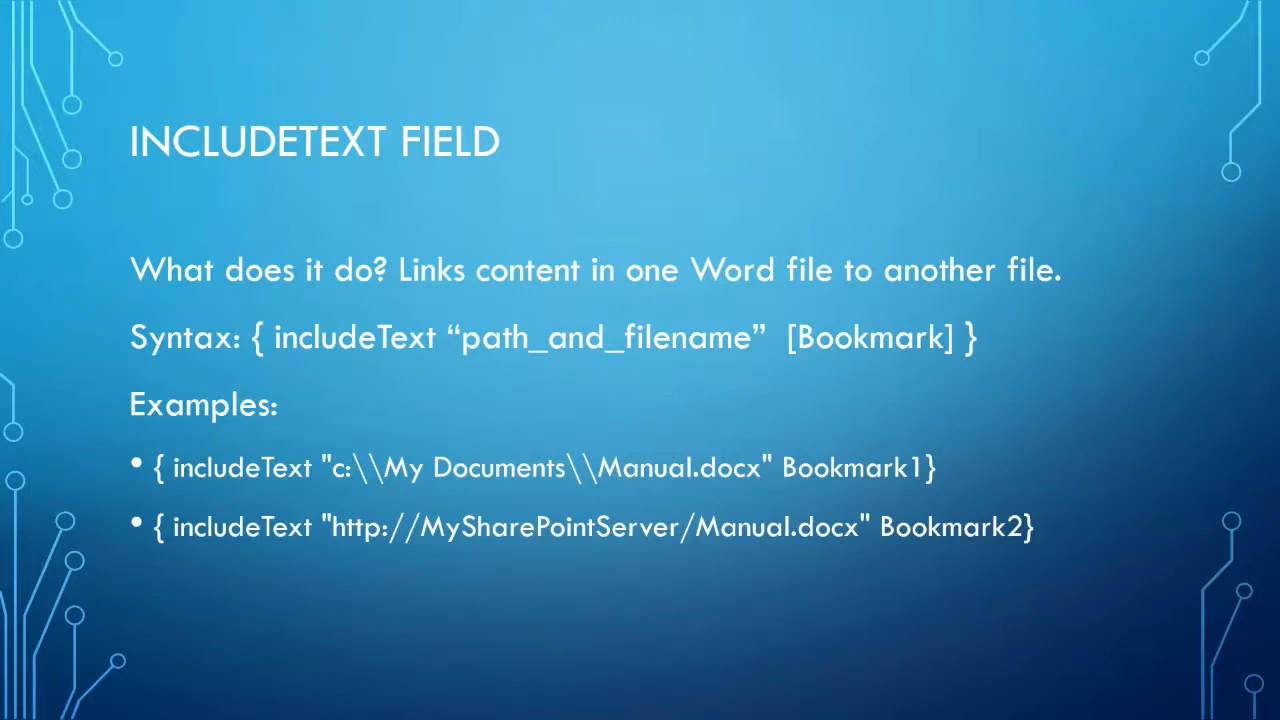 INCLUDETEXT FIELD
What does it do? Links content in one Word file to another file.
Syntax: { includeText “path_and_filename”  [Bookmark] }
Examples:
• { includeText "c:\\My Documents\\Manual.docx" Bookmark1}
• { includeText "http://MySharePointServer/Manual.docx" Bookmark2}